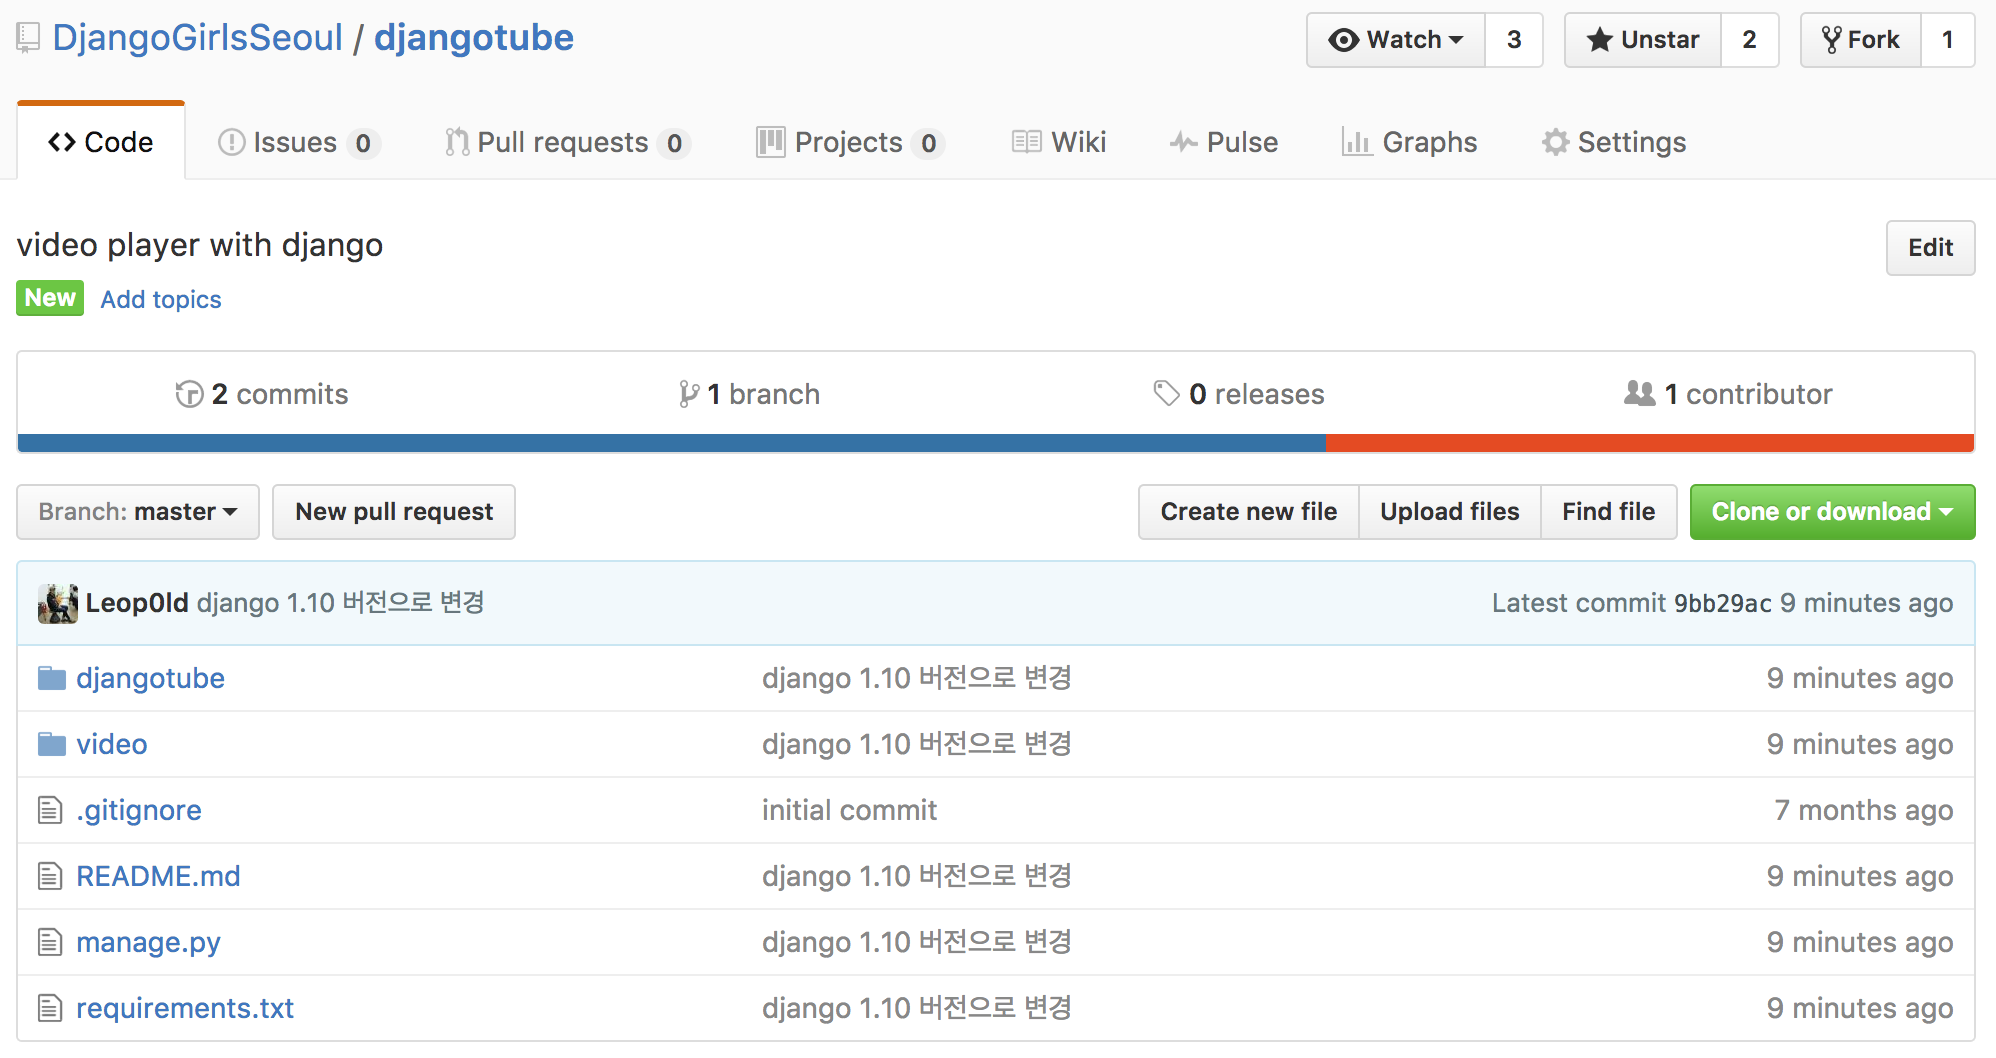 DjangoGirlsSeoul / djangotube
Watch 3 Unstar 2 Fork 1
Code Issues 0 Pull requests 0 Projects 0 Wiki Pulse Graphs Settings
video player with django
Edit
New Add topics
2 commits 1 branch 0 releases 1 contributor
Branch: master New pull request Create new file Upload files Find file Clone or download
Leop0ld django 1.10 버전으로 변경 Latest commit 9bb29ac 9 minutes ago
djangotube django 1.10 버전으로 변경 9 minutes ago
video django 1.10 버전으로 변경 9 minutes ago
.gitignore initial commit 7 months ago
README.md django 1.10 버전으로 변경 9 minutes ago
manage.py django 1.10 버전으로 변경 9 minutes ago
requirements.txt django 1.10 버전으로 변경 9 minutes ago